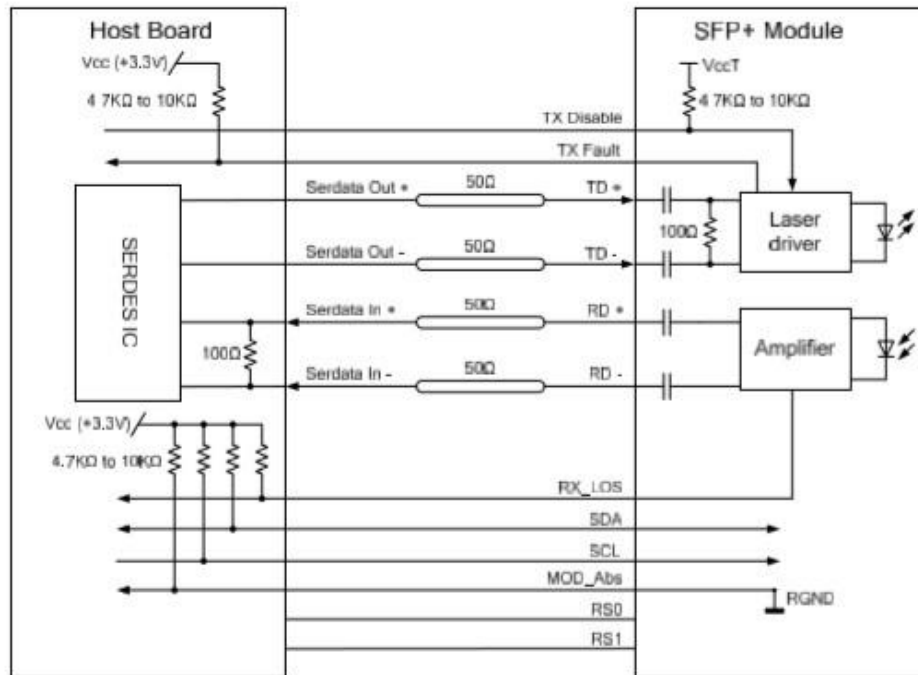 Host Board
SFP+ Module
Vcc (+3.3V)
VccT
4 7KΩ to 10KΩ
4 7KΩ to 10KΩ
TX Disable
TX Fault
Serdata Out +
50Ω
TD +
Laser
driver
100Ω
SERDES IC
Serdata Out -
50Ω
TD -
Serdata In +
50Ω
RD +
100Ω
Amplifier
Serdata In -
50Ω
RD -
Vcc (+3.3V)
4.7KΩ to 10KΩ
RX_LOS
SDA
SCL
MOD_Abs
RGND
RS0
RS1